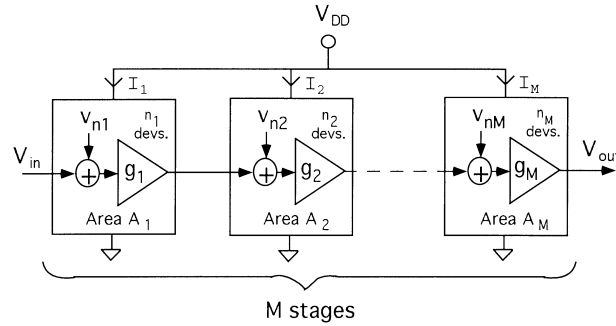 V_DD
I_1 I_2 I_M
v_n1 n_1 devs. v_n2 n_2 devs. v_nM n_M devs.
V_in + g_1 + g_2 + g_M V_out
Area A_1 Area A_2 Area A_M
M stages